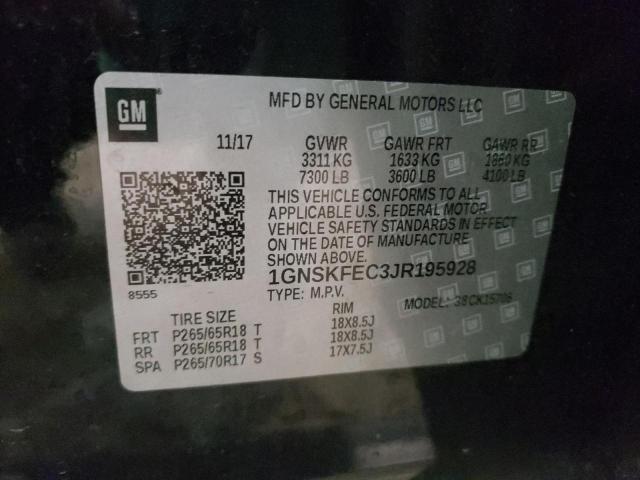 GM
MFD BY GENERAL MOTORS LLC
11/17 GVWR GAWR FRT GAWR RR
3311 KG 1633 KG 1860 KG
7300 LB 3600 LB 4100 LB
THIS VEHICLE CONFORMS TO ALL
APPLICABLE U.S. FEDERAL MOTOR
VEHICLE SAFETY STANDARDS IN EFFECT
ON THE DATE OF MANUFACTURE
SHOWN ABOVE.
1GNSKFEC3JR195928
8555
TYPE: M.P.V. MODEL: 38CK15706
TIRE SIZE RIM
FRT P265/65R18 T 18X8.5J
RR P265/65R18 T 18X8.5J
SPA P265/70R17 S 17X7.5J